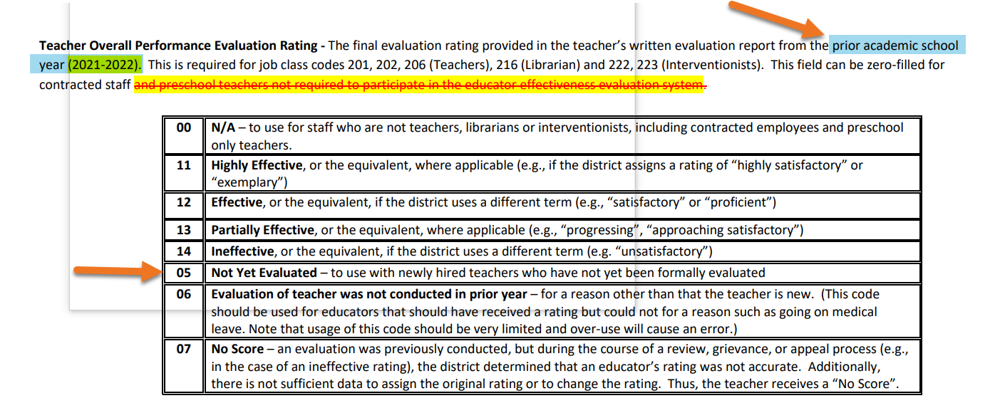 Teacher Overall Performance Evaluation Rating - The final evaluation rating provided in the teacher's written evaluation report from the prior academic school
year (2021-2022). This is required for job class codes 201, 202, 206 (Teachers), 216 (Librarian) and 222, 223 (Interventionists). This field can be zero-filled for
contracted staff and preschool teachers not required to participate in the educator effectiveness evaluation system.
00 N/A – to use for staff who are not teachers, librarians or interventionists, including contracted employees and preschool
only teachers.
11 Highly Effective, or the equivalent, where applicable (e.g., if the district assigns a rating of “highly satisfactory” or
“exemplary”)
12 Effective, or the equivalent, if the district uses a different term (e.g., “satisfactory” or “proficient”)
13 Partially Effective, or the equivalent, where applicable (e.g., “progressing”, “approaching satisfactory”)
14 Ineffective, or the equivalent, if the district uses a different term (e.g. “unsatisfactory”)
05 Not Yet Evaluated – to use with newly hired teachers who have not yet been formally evaluated
06 Evaluation of teacher was not conducted in prior year – for a reason other than that the teacher is new. (This code
should be used for educators that should have received a rating but could not for a reason such as going on medical
leave. Note that usage of this code should be very limited and over-use will cause an error.)
07 No Score – an evaluation was previously conducted, but during the course of a review, grievance, or appeal process (e.g.,
in the case of an ineffective rating), the district determined that an educator's rating was not accurate. Additionally,
there is not sufficient data to assign the original rating or to change the rating. Thus, the teacher receives a “No Score”.